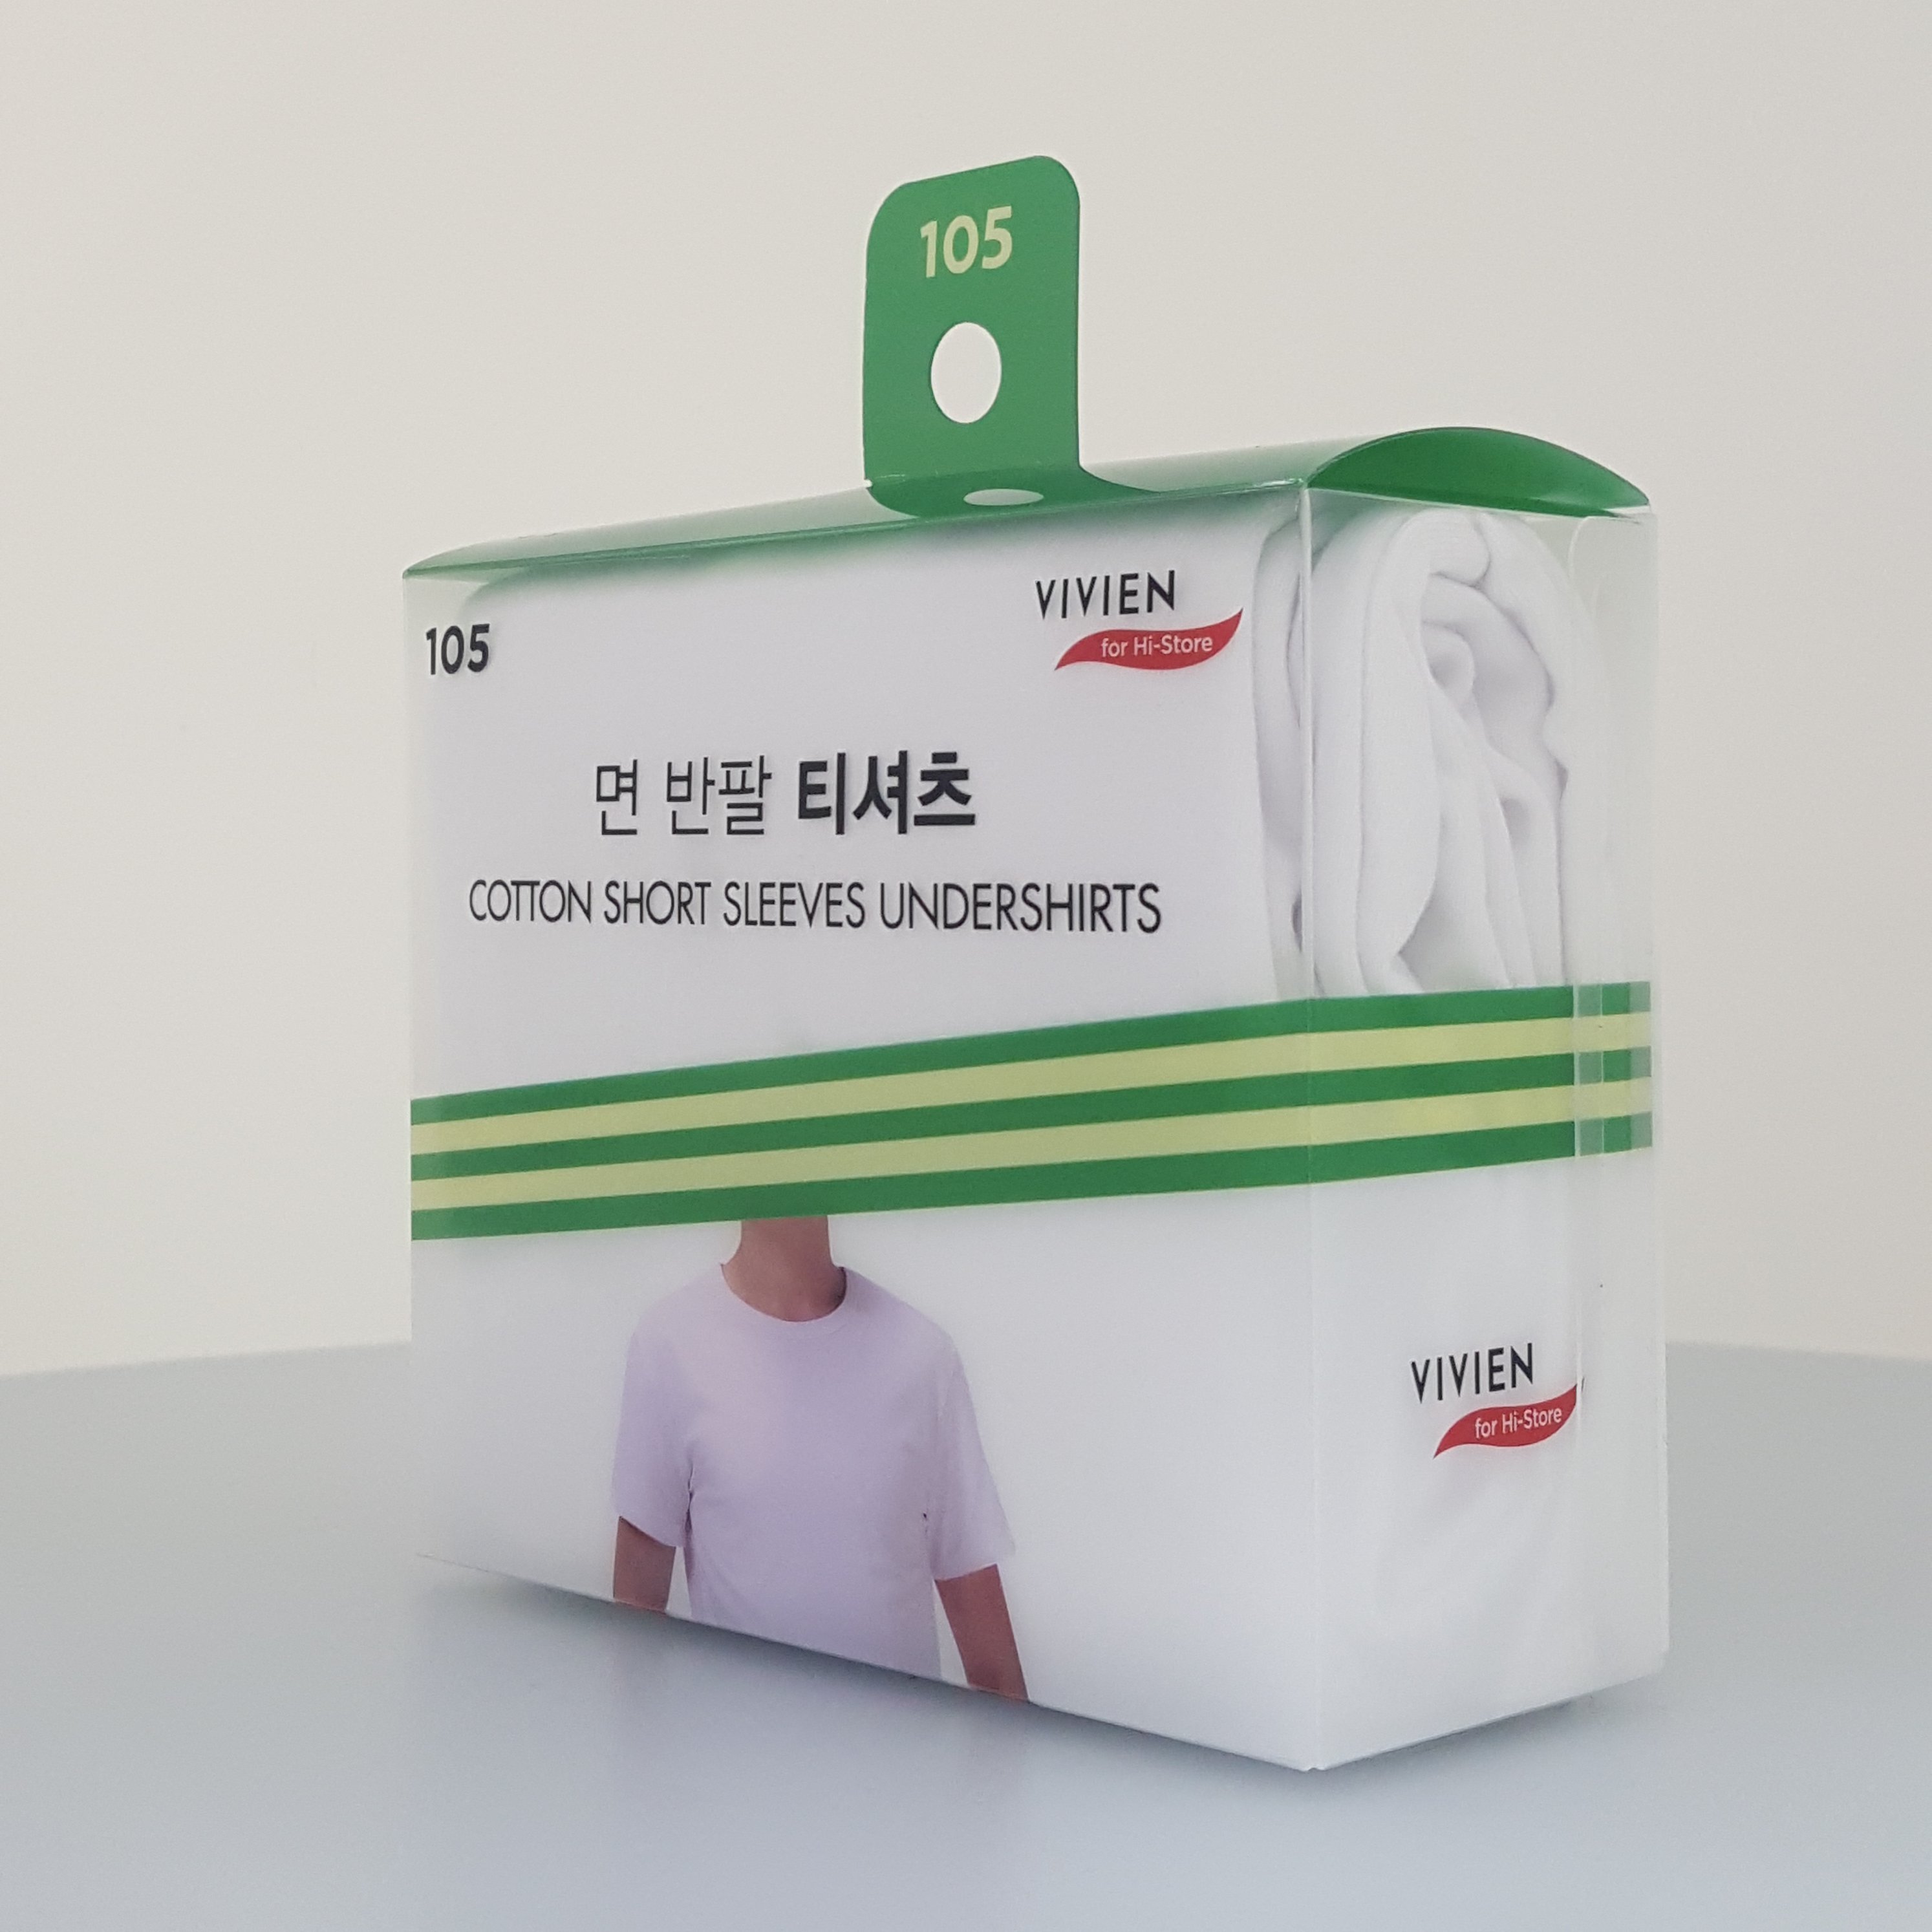 105
105
VIVIEN
for Hi-Store
면 반팔 티셔츠
COTTON SHORT SLEEVES UNDERSHIRTS
VIVIEN
for Hi-Store